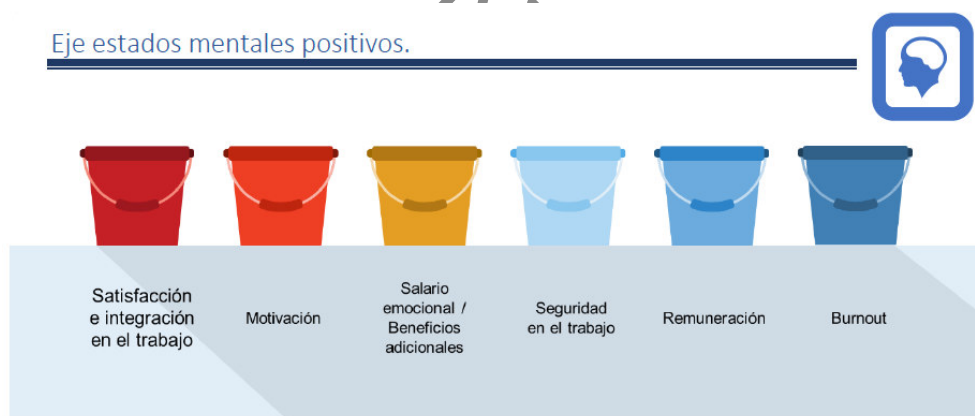 Eje estados mentales positivos.
Satisfacción
e integración
en el trabajo
Motivación
Salario
emocional /
Beneficios
adicionales
Seguridad
en el trabajo
Remuneración
Burnout